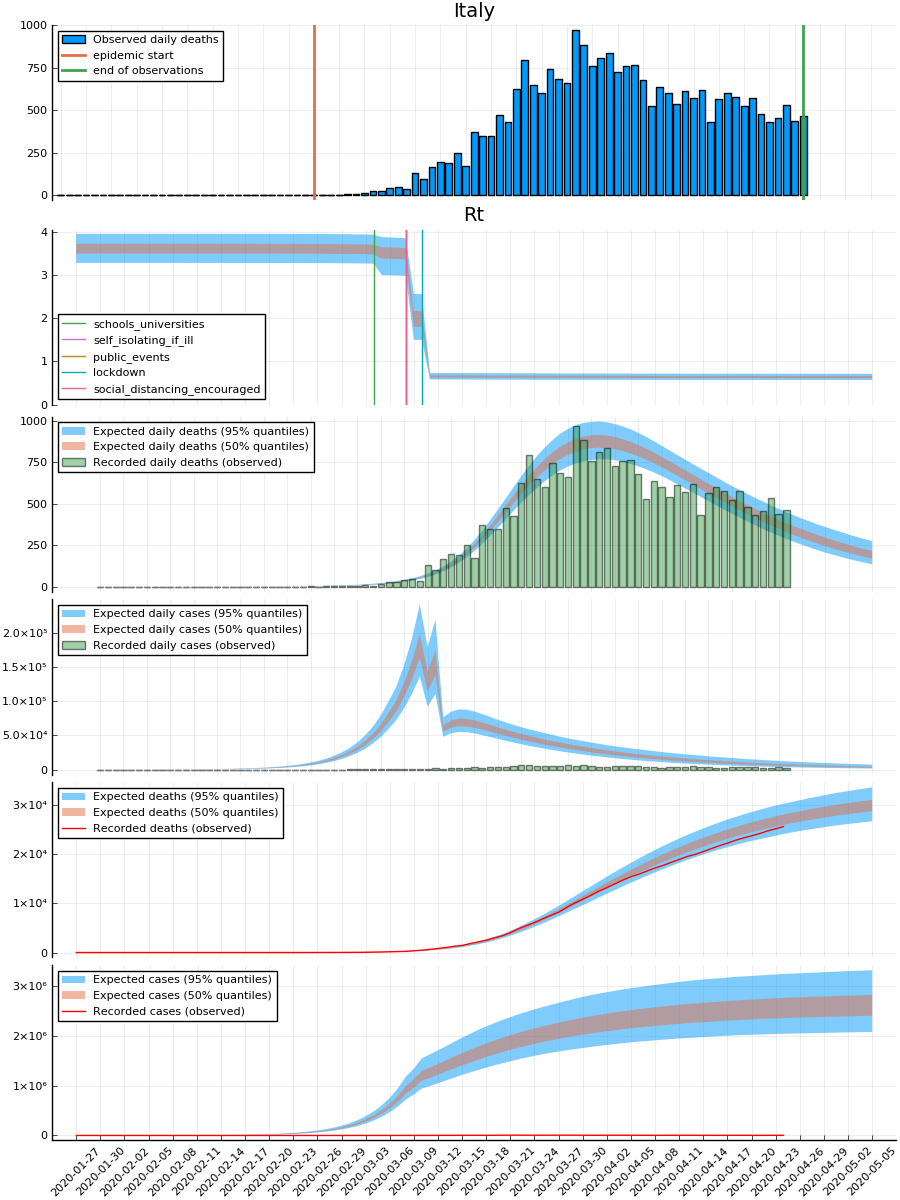 Italy
1000
750
500
250
0
Observed daily deaths
epidemic start
end of observations
Rt
4
3
2
1
0
schools_universities
self_isolating_if_ill
public_events
lockdown
social_distancing_encouraged
1000
750
500
250
0
Expected daily deaths (95% quantiles)
Expected daily deaths (50% quantiles)
Recorded daily deaths (observed)
2.0×10⁵
1.5×10⁵
1.0×10⁵
5.0×10⁴
0
Expected daily cases (95% quantiles)
Expected daily cases (50% quantiles)
Recorded daily cases (observed)
3×10⁴
2×10⁴
1×10⁴
0
Expected deaths (95% quantiles)
Expected deaths (50% quantiles)
Recorded deaths (observed)
3×10⁶
2×10⁶
1×10⁶
0
Expected cases (95% quantiles)
Expected cases (50% quantiles)
Recorded cases (observed)
2020-01-27
2020-01-30
2020-02-02
2020-02-05
2020-02-08
2020-02-11
2020-02-14
2020-02-17
2020-02-20
2020-02-23
2020-02-26
2020-02-29
2020-03-03
2020-03-06
2020-03-09
2020-03-12
2020-03-15
2020-03-18
2020-03-21
2020-03-24
2020-03-27
2020-03-30
2020-04-02
2020-04-05
2020-04-08
2020-04-11
2020-04-14
2020-04-17
2020-04-20
2020-04-23
2020-04-26
2020-04-29
2020-05-02
2020-05-05